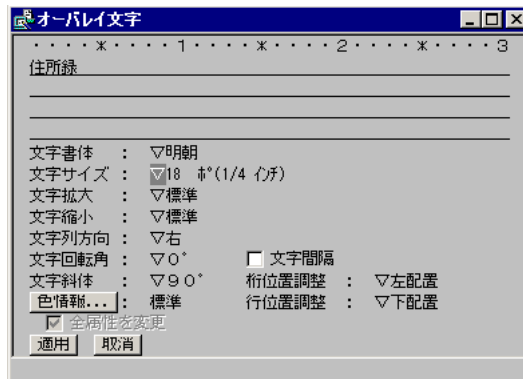 オーバレイ文字
・・・・*・・・・1・・・・*・・・・2・・・・*・・・・3
住所録
文字書体 : ▽明朝
文字サイズ : ▽18 ポ(1/4 インチ)
文字拡大 : ▽標準
文字縮小 : ▽標準
文字列方向 : ▽右
文字回転角 : ▽0° 文字間隔
文字斜体 : ▽90° 桁位置調整 : ▽左配置
色情報... : 標準 行位置調整 : ▽下配置
全属性を変更
適用 取消